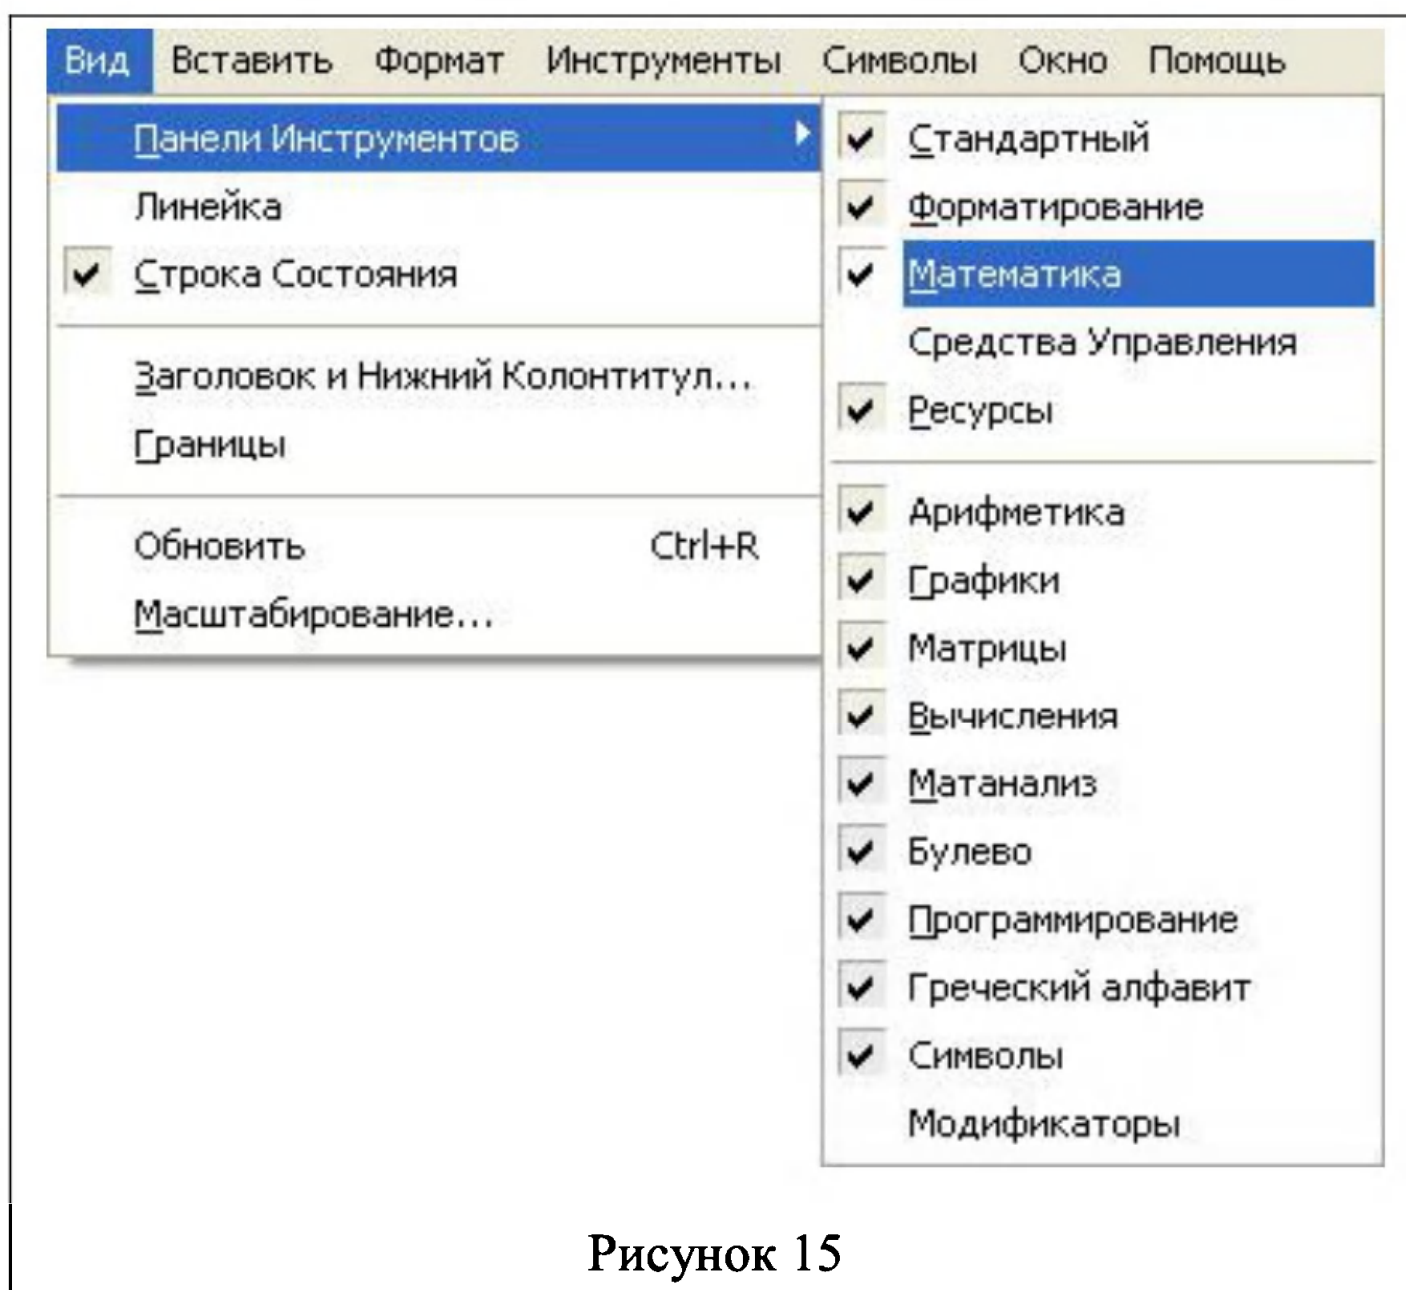 Вид Вставить Формат Инструменты Символы Окно Помощь
Панели Инструментов
Линейка
Строка Состояния
Заголовок и Нижний Колонтитул...
Границы
Обновить Ctrl+R
Масштабирование...
Стандартный
Форматирование
Математика
Средства Управления
Ресурсы
Арифметика
Графики
Матрицы
Вычисления
Матанализ
Булево
Программирование
Греческий алфавит
Символы
Модификаторы
Рисунок 15